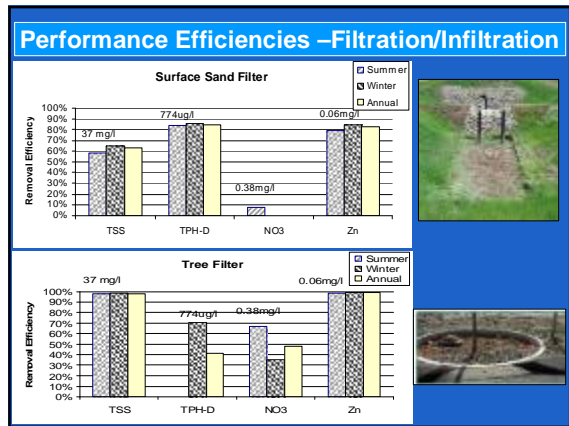 Performance Efficiencies –Filtration/Infiltration
Surface Sand Filter
Summer
Winter
Annual
Removal Efficiency
100%
90%
80%
70%
60%
50%
40%
30%
20%
10%
0%
37 mg/l
774ug/l
0.38mg/l
0.06mg/l
TSS
TPH-D
NO3
Zn
Tree Filter
Summer
Winter
Annual
Removal Efficiency
100%
90%
80%
70%
60%
50%
40%
30%
20%
10%
0%
37 mg/l
774ug/l
0.38mg/l
0.06mg/l
TSS
TPH-D
NO3
Zn